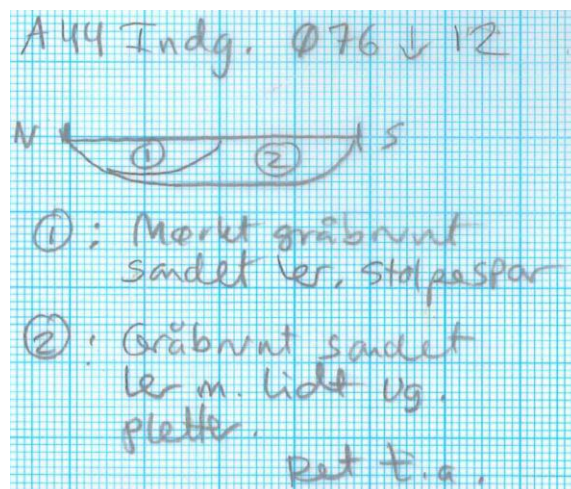 A44 Indg. Ø76 ↓ 12
N S
① ②
①: Mørkt gråbrunt
sandet ler. Stolpespor
②: Gråbrunt sandet
ler m. lidt ug.
pletter.
Ret t.a.